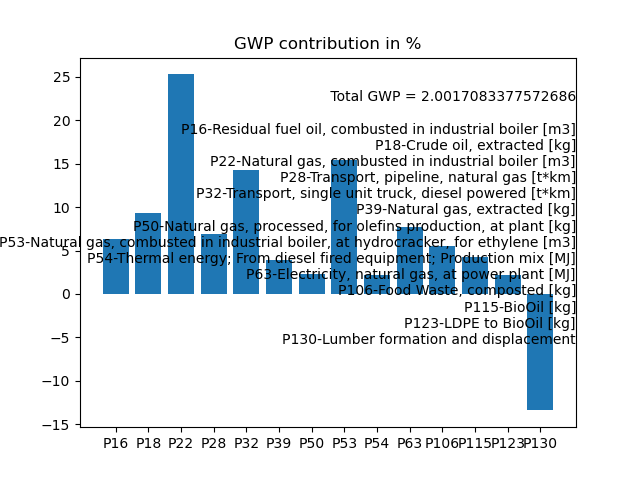 GWP contribution in %
25
20
15
10
5
0
−5
−10
−15
Total GWP = 2.0017083377572686
P16-Residual fuel oil, combusted in industrial boiler [m3]
P18-Crude oil, extracted [kg]
P22-Natural gas, combusted in industrial boiler [m3]
P28-Transport, pipeline, natural gas [t*km]
P32-Transport, single unit truck, diesel powered [t*km]
P39-Natural gas, extracted [kg]
P50-Natural gas, processed, for olefins production, at plant [kg]
P53-Natural gas, combusted in industrial boiler, at hydrocracker, for ethylene [m3]
P54-Thermal energy; From diesel fired equipment; Production mix [MJ]
P63-Electricity, natural gas, at power plant [MJ]
P106-Food Waste, composted [kg]
P115-BioOil [kg]
P123-LDPE to BioOil [kg]
P130-Lumber formation and displacement
P16 P18 P22 P28 P32 P39 P50 P53 P54 P63 P106 P115 P123 P130